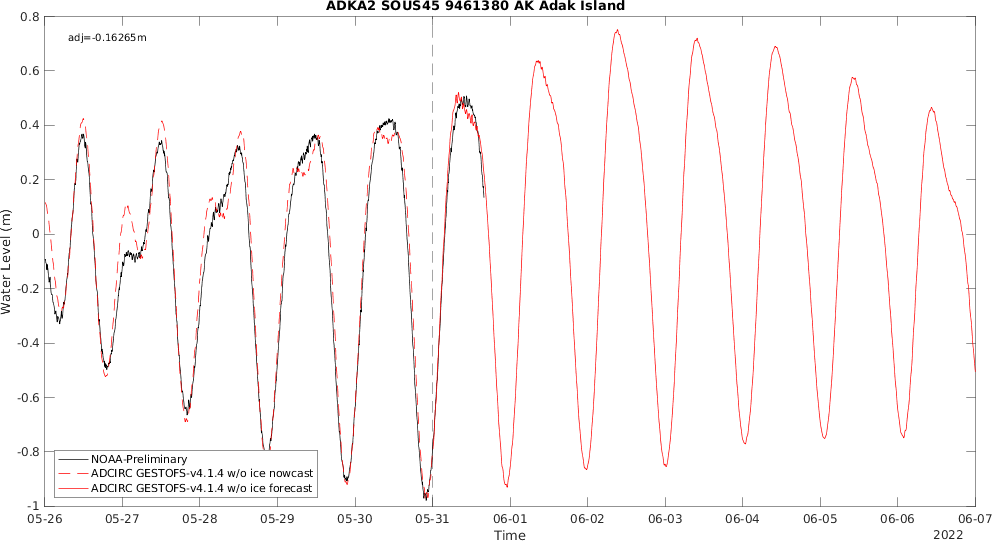 ADKA2 SOUS45 9461380 AK Adak Island
adj=-0.16265m
0.8
0.6
0.4
0.2
0
-0.2
-0.4
-0.6
-0.8
-1
Water Level (m)
NOAA-Preliminary
ADCIRC GESTOFS-v4.1.4 w/o ice nowcast
ADCIRC GESTOFS-v4.1.4 w/o ice forecast
05-26 05-27 05-28 05-29 05-30 05-31 06-01 06-02 06-03 06-04 06-05 06-06 06-07
Time
2022